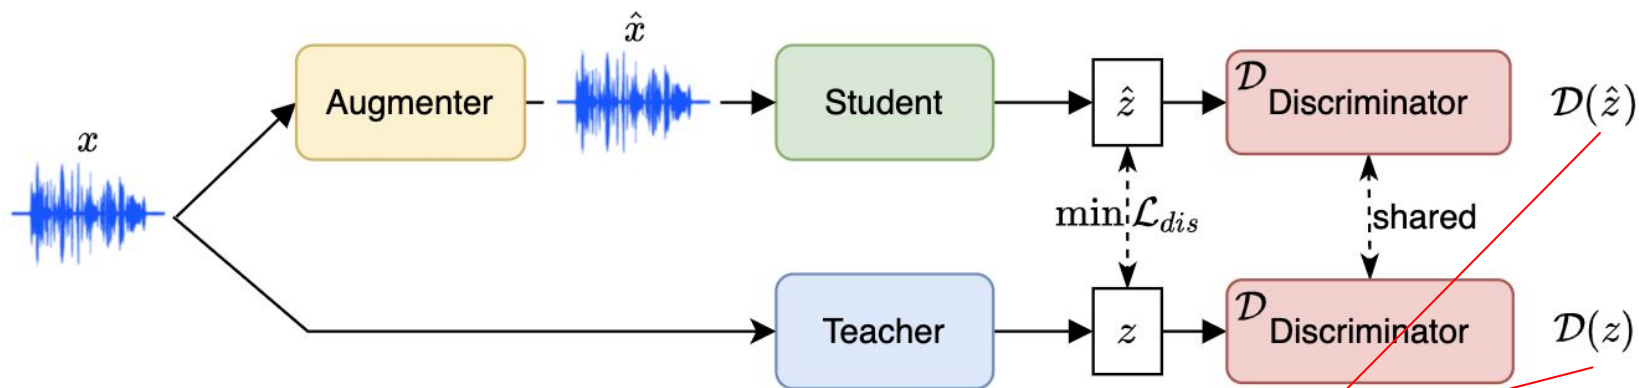 x̂
Augmenter
Student
ẑ
𝒟
Discriminator
𝒟(ẑ)
x
min ℒ_dis
shared
Teacher
z
𝒟
Discriminator
𝒟(z)